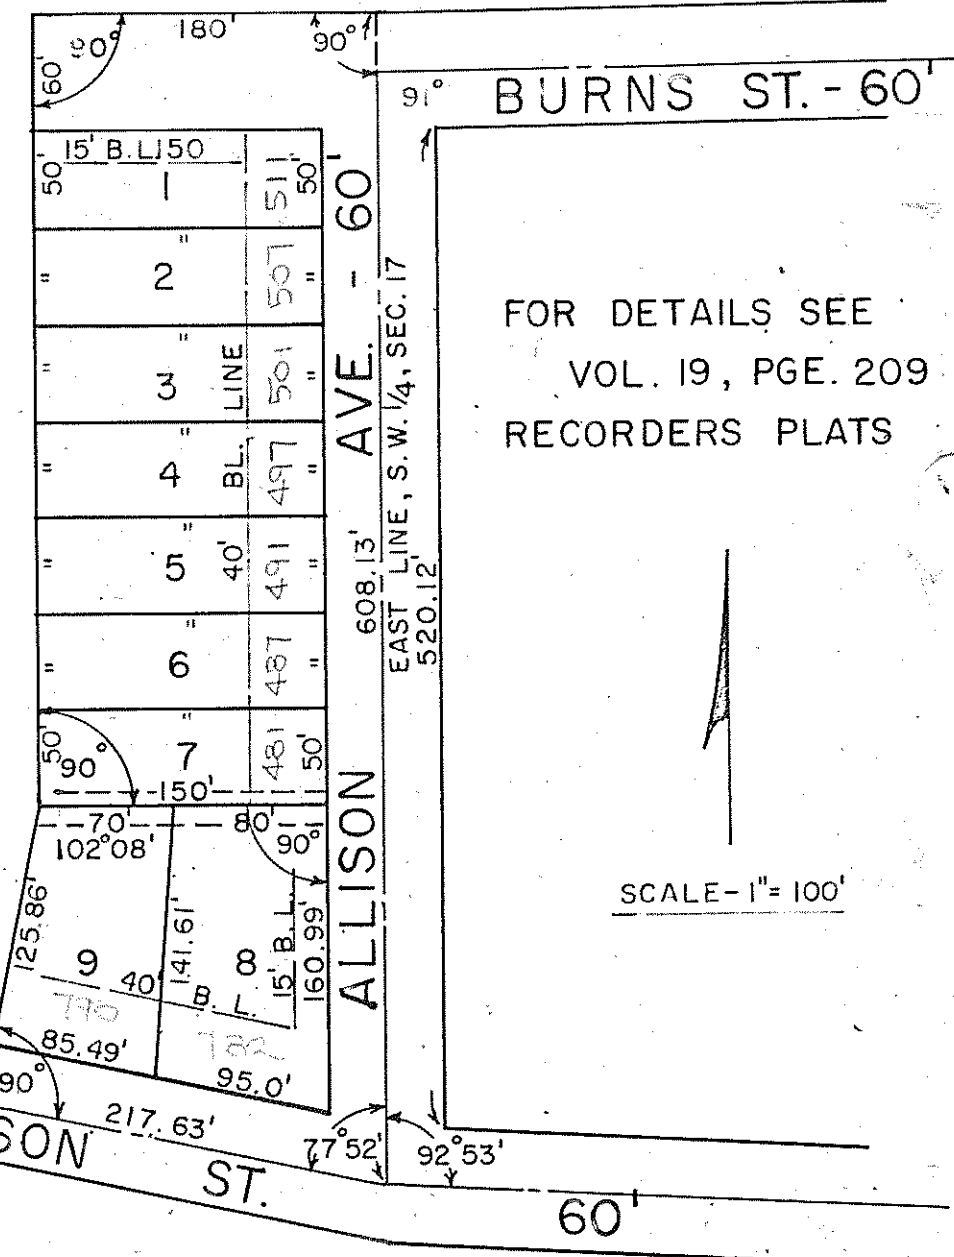 90° 180' 90°
60'
91° BURNS ST. - 60'
15' B.L. 150
50' 1 511 50'
" 2 " 507 "
" 3 " 501 "
" 4 " 497 "
" 5 " 491 "
" 6 " 487 "
50' 7 " 481 50'
40' BL. LINE
90°
150'
ALLISON AVE. - 60'
608.13'
EAST LINE, S.W. 1/4, SEC. 17
520.12'
FOR DETAILS SEE
VOL. 19, PGE. 209
RECORDERS PLATS
SCALE - 1" = 100'
70' 80'
102°08' 90°
125.86' 141.61' 15' B.L. 160.99'
9 8
40' B. L.
790 782
85.49' 95.0'
90°
217.63'
77°52' 92°53'
SON ST. 60'